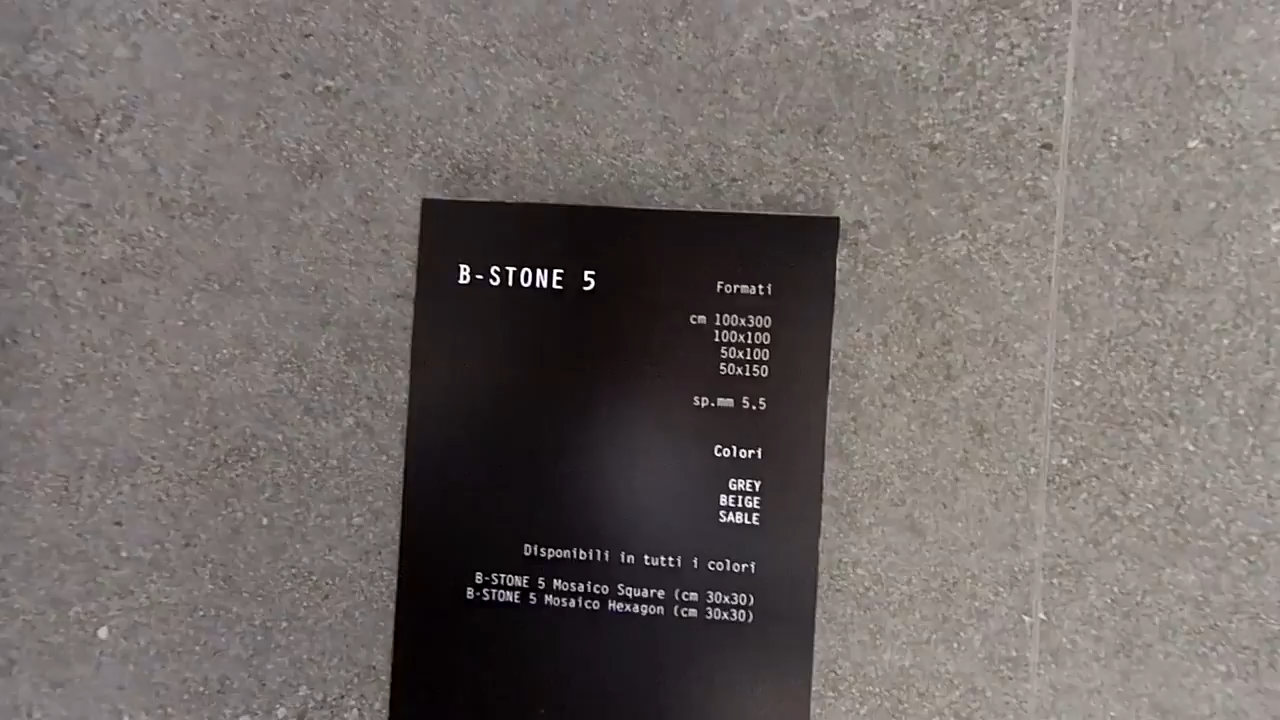 B-STONE 5
Formati
cm 100x300
100x100
50x100
50x150
sp.mm 5,5
Colori
GREY
BEIGE
SABLE
Disponibili in tutti i colori
B-STONE 5 Mosaico Square (cm 30x30)
B-STONE 5 Mosaico Hexagon (cm 30x30)